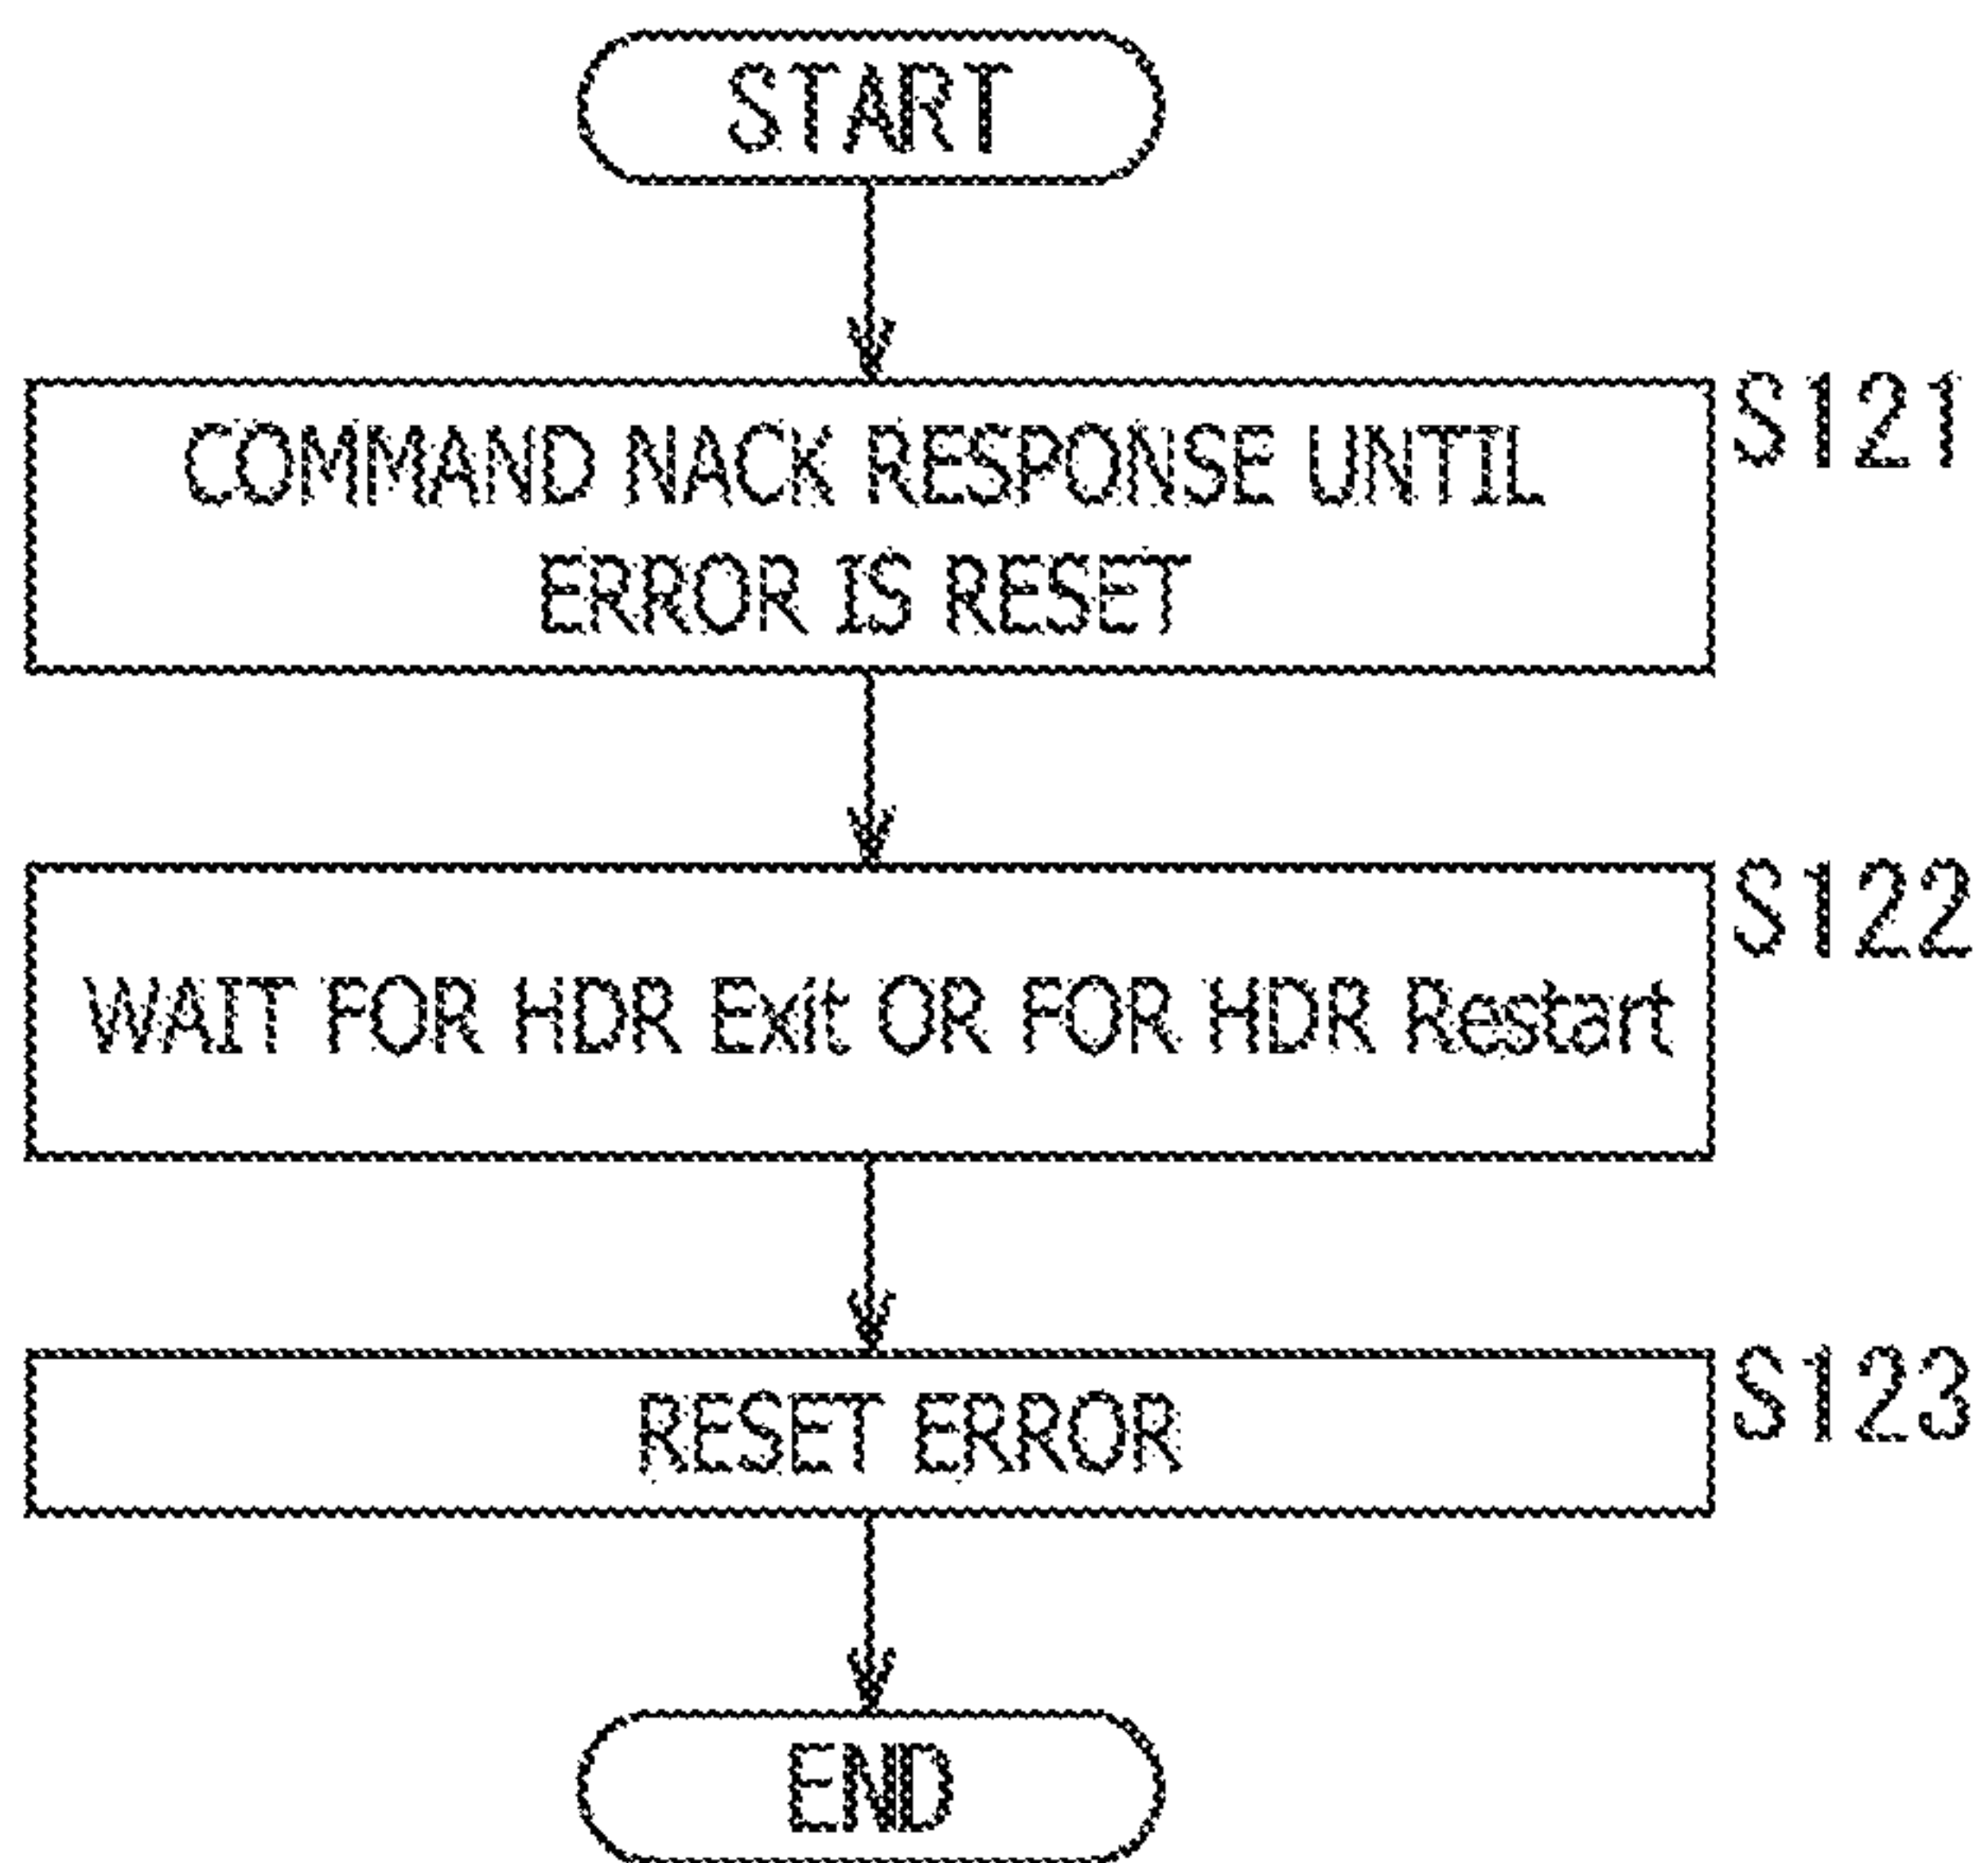 START
COMMAND NACK RESPONSE UNTIL
ERROR IS RESET
S121
WAIT FOR HDR Exit OR FOR HDR Restart
S122
RESET ERROR
S123
END